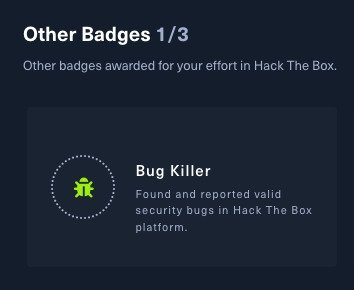 Other Badges 1/3
Other badges awarded for your effort in Hack The Box.
Bug Killer
Found and reported valid
security bugs in Hack The Box
platform.